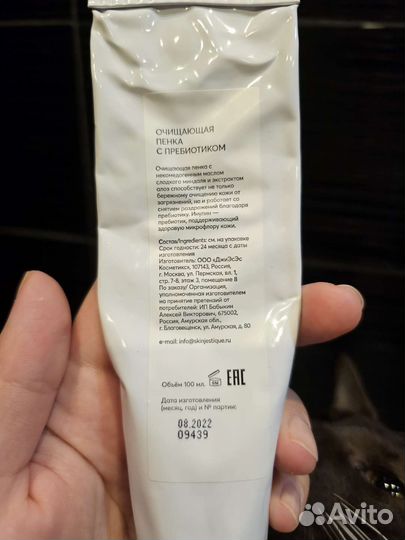 ОЧИЩАЮЩАЯ
ПЕНКА
С ПРЕБИОТИКОМ
Очищающая пенка с
некомедогенным маслом
сладкого миндаля и экстрактом
алоэ способствует не только
бережному очищению кожи от
загрязнений, но и работает со
снятием раздражений благодаря
пребиотику. Инулин —
пребиотик, поддерживающий
здоровую микрофлору кожи.
Состав/Ingredients: см. на упаковке
Срок годности: 24 месяца с даты
изготовления
Изготовитель: ООО «ДжиЭсЭс
Косметикс», 107143, Россия,
г. Москва, ул. Пермская, вл. 1,
стр. 7-8, этаж 3, помещение 8
По заказу/ Организация,
уполномоченная изготовителем
на принятие претензий от
потребителей: ИП Бабыкин
Алексей Викторович, 675002,
Россия, Амурская обл.,
г. Благовещенск, ул. Амурская, д. 80
e-mail: info@skinjestique.ru
Объём 100 мл. EAC
Дата изготовления
(месяц, год) и № партии:
08.2022
09439
Avito